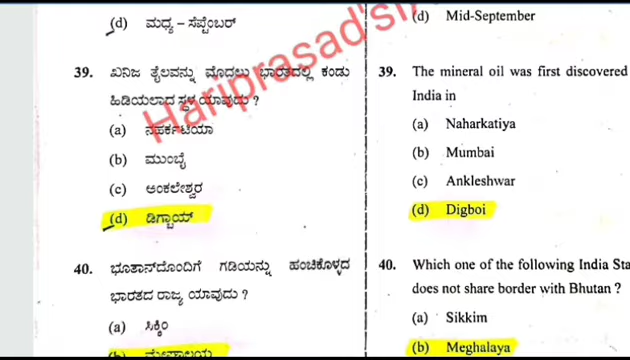 (d) ಮಧ್ಯ – ಸೆಪ್ಟೆಂಬರ್
39. ಖನಿಜ ತೈಲವನ್ನು ಮೊದಲು ಭಾರತದಲ್ಲಿ ಕಂಡು
ಹಿಡಿಯಲಾದ ಸ್ಥಳ ಯಾವುದು ?
(a) ನಹರ್ಕಟಿಯಾ
(b) ಮುಂಬೈ
(c) ಅಂಕಲೇಶ್ವರ
(d) ಡಿಗ್ಬಾಯ್
40. ಭೂತಾನ್‌ದೊಂದಿಗೆ ಗಡಿಯನ್ನು ಹಂಚಿಕೊಳ್ಳದ
ಭಾರತದ ರಾಜ್ಯ ಯಾವುದು ?
(a) ಸಿಕ್ಕಿಂ
(b) ಮೇಘಾಲಯ
Hariprasad's
(d) Mid-September
39. The mineral oil was first discovered
India in
(a) Naharkatiya
(b) Mumbai
(c) Ankleshwar
(d) Digboi
40. Which one of the following India Sta
does not share border with Bhutan ?
(a) Sikkim
(b) Meghalaya